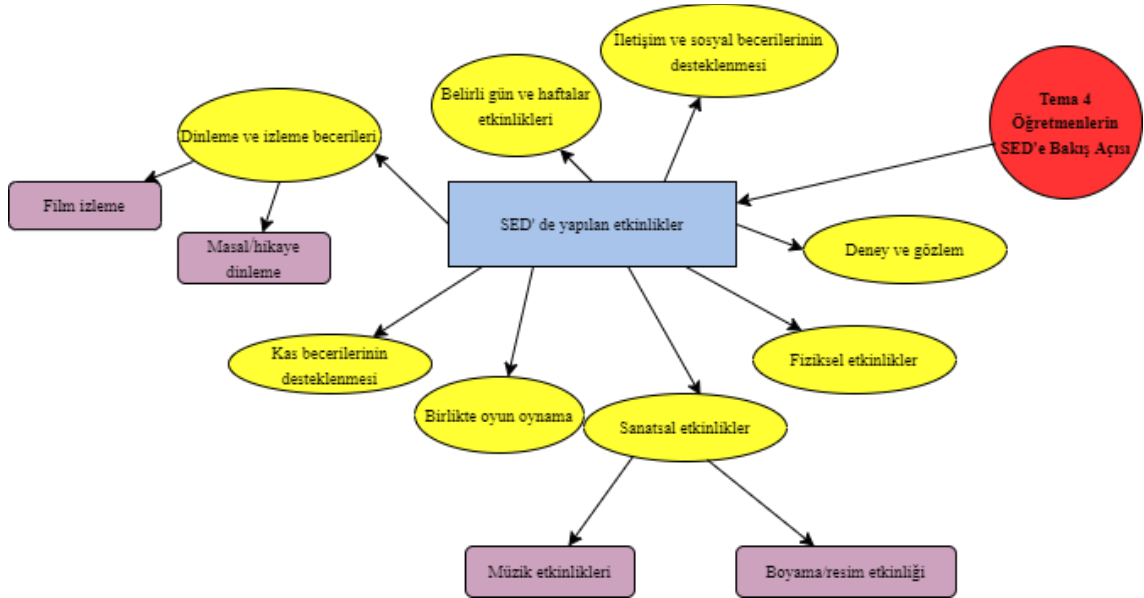 İletişim ve sosyal becerilerinin
desteklenmesi
Belirli gün ve haftalar
etkinlikleri
Tema 4
Öğretmenlerin
SED'e Bakış Açısı
Dinleme ve izleme becerileri
Film izleme
Masal/hikaye
dinleme
SED' de yapılan etkinlikler
Deney ve gözlem
Kas becerilerinin
desteklenmesi
Fiziksel etkinlikler
Birlikte oyun oynama
Sanatsal etkinlikler
Müzik etkinlikleri
Boyama/resim etkinliği